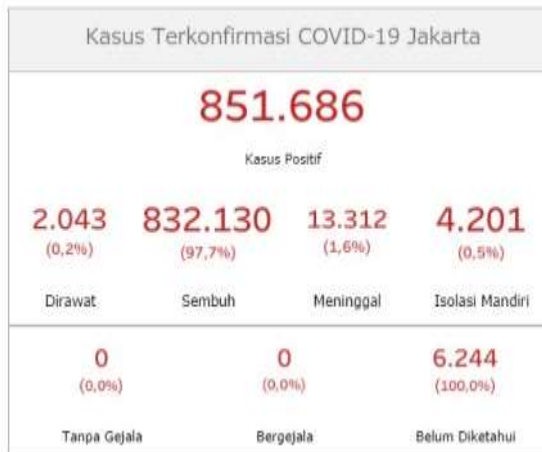 Kasus Terkonfirmasi COVID-19 Jakarta
851.686
Kasus Positif
2.043 832.130 13.312 4.201
(0,2%) (97,7%) (1,6%) (0,5%)
Dirawat Sembuh Meninggal Isolasi Mandiri
0 0 6.244
(0,0%) (0,0%) (100,0%)
Tanpa Gejala Bergejala Belum Diketahui